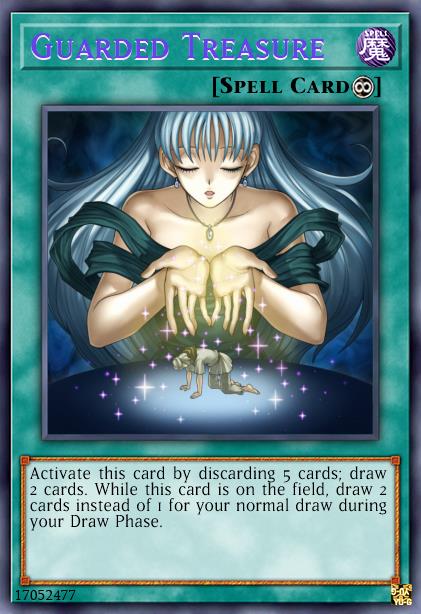 Guarded Treasure
SPELL
魔
[Spell Card]
Activate this card by discarding 5 cards; draw
2 cards. While this card is on the field, draw 2
cards instead of 1 for your normal draw during
your Draw Phase.
17052477